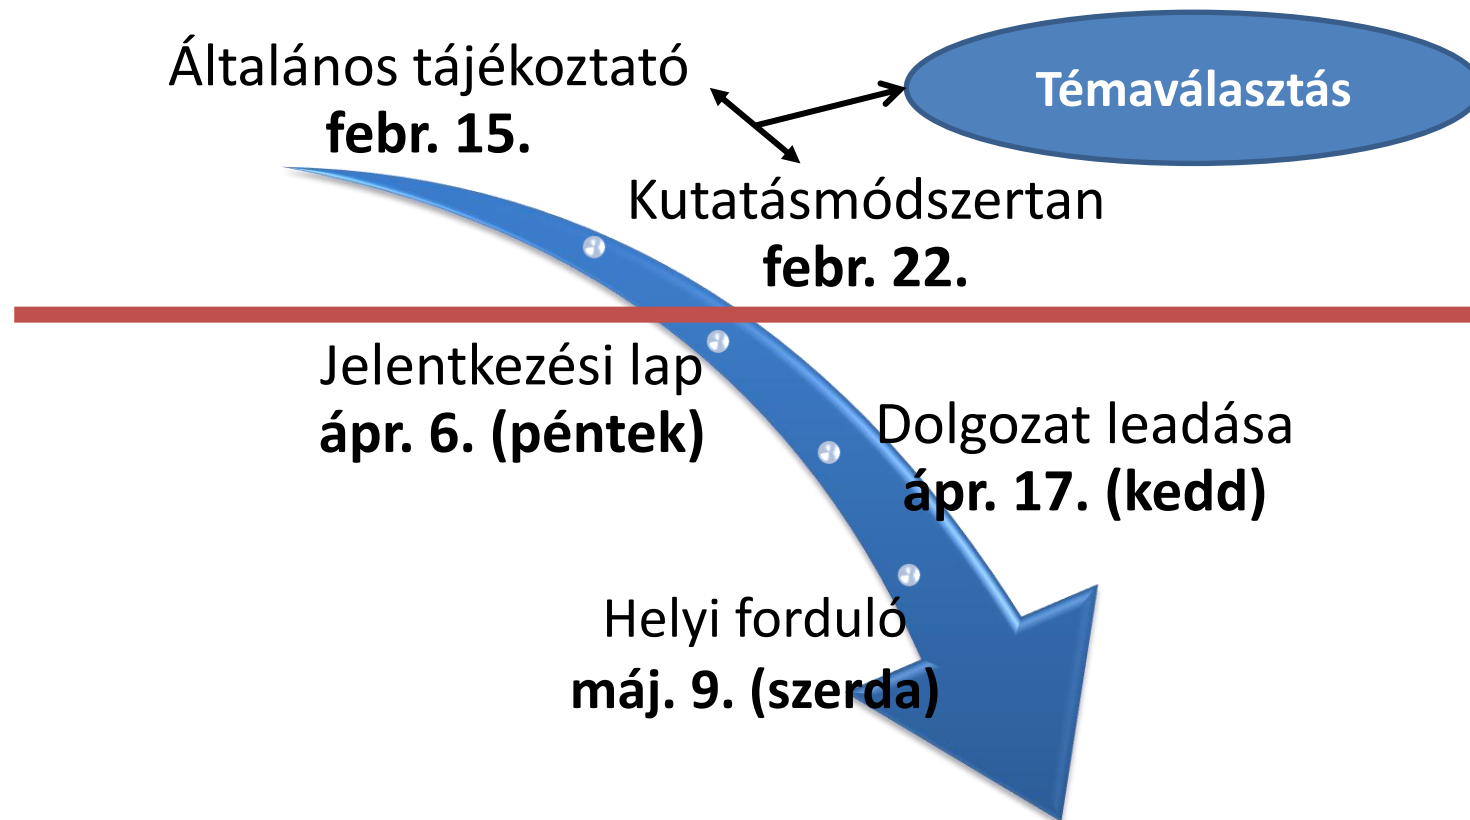 Általános tájékoztató
febr. 15.
Témaválasztás
Kutatásmódszertan
febr. 22.
Jelentkezési lap
ápr. 6. (péntek)
Dolgozat leadása
ápr. 17. (kedd)
Helyi forduló
máj. 9. (szerda)